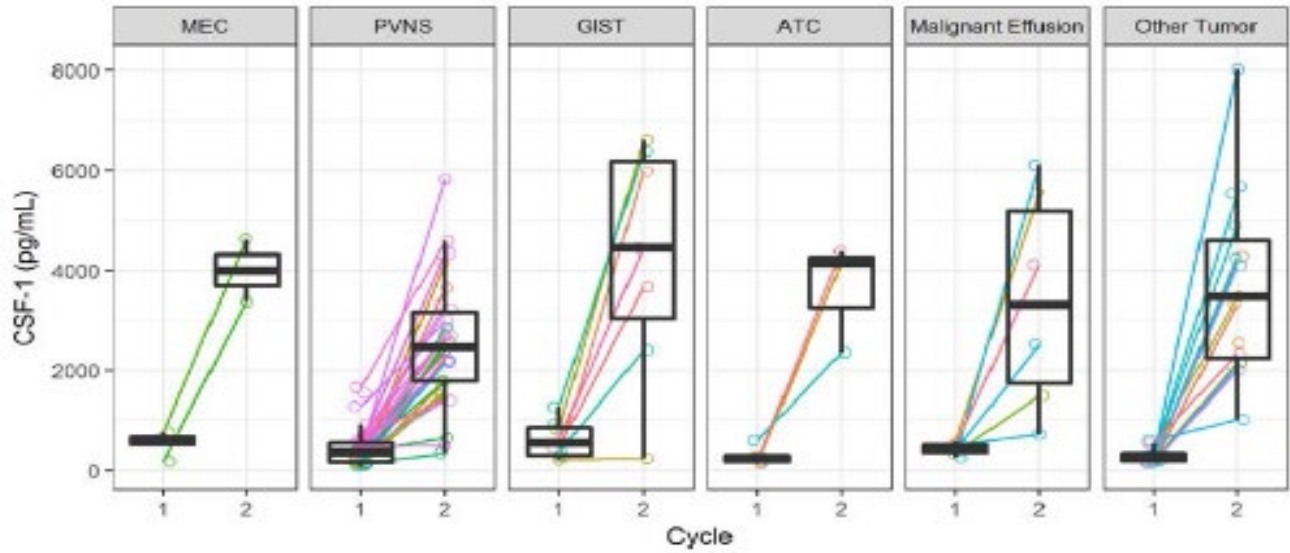 MEC PVNS GIST ATC Malignant Effusion Other Tumor
8000
6000
4000
2000
0
CSF-1 (pg/mL)
1 2 1 2 1 2 1 2 1 2 1 2
Cycle